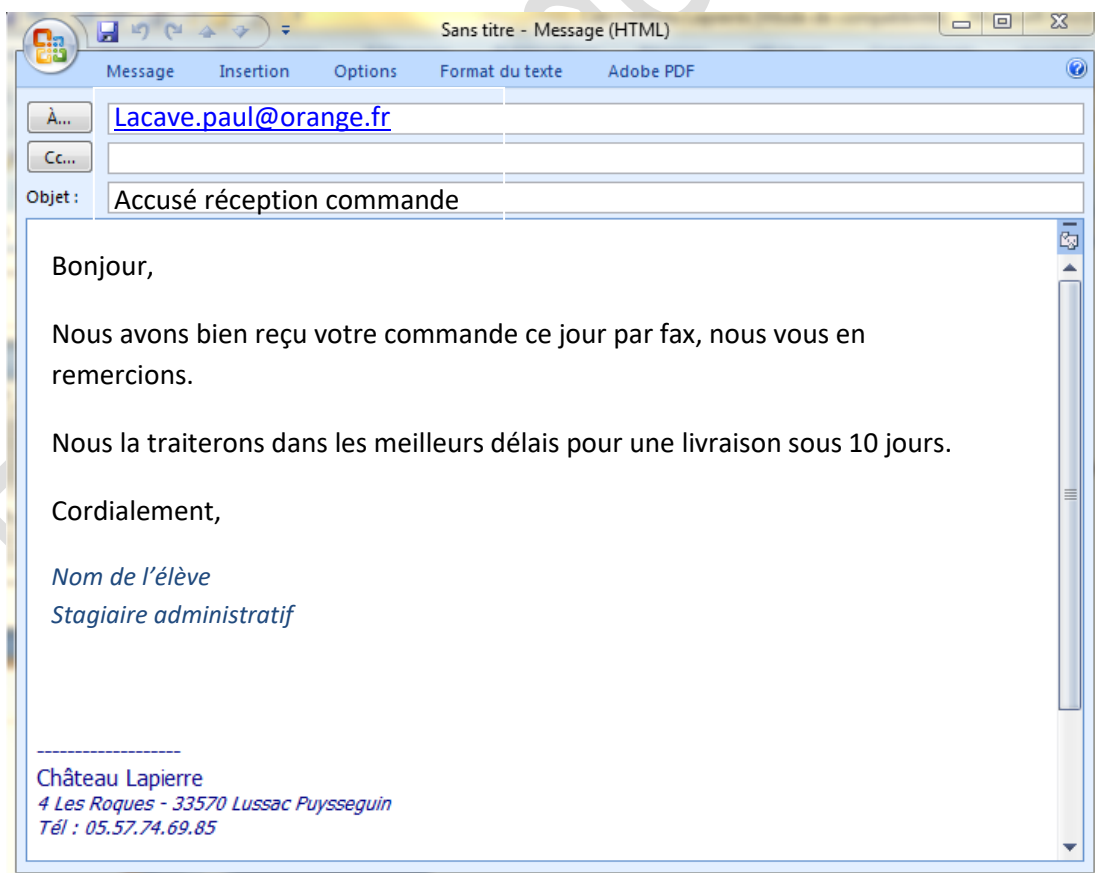 Sans titre - Message (HTML)
Message Insertion Options Format du texte Adobe PDF
À... Lacave.paul@orange.fr
Cc...
Objet : Accusé réception commande
Bonjour,
Nous avons bien reçu votre commande ce jour par fax, nous vous en
remercions.
Nous la traiterons dans les meilleurs délais pour une livraison sous 10 jours.
Cordialement,
Nom de l’élève
Stagiaire administratif
-------------------
Château Lapierre
4 Les Roques - 33570 Lussac Puysseguin
Tél : 05.57.74.69.85